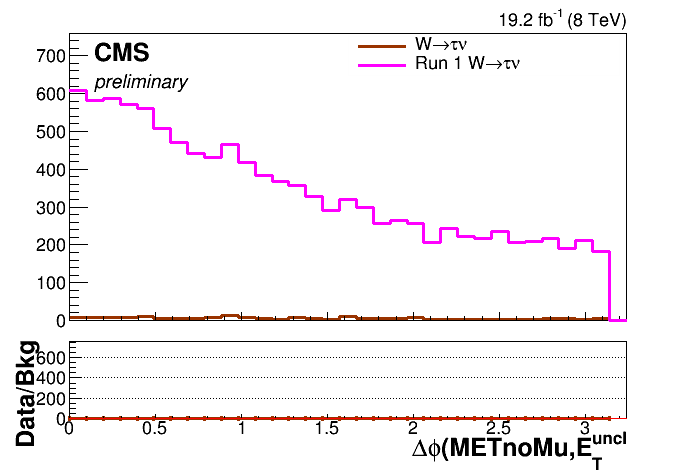 19.2 fb⁻¹ (8 TeV)
CMS
preliminary
W→τν
Run 1 W→τν
700
600
500
400
300
200
100
0
Data/Bkg
600
400
200
0
0 0.5 1 1.5 2 2.5 3
Δϕ(METnoMu,E_T^uncl